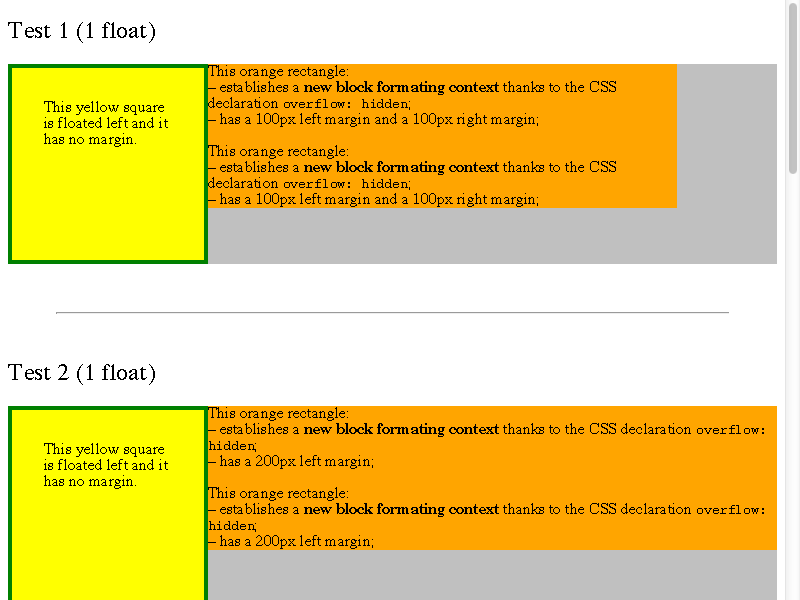 Test 1 (1 float)
This yellow square
is floated left and it
has no margin.
This orange rectangle:
– establishes a new block formating context thanks to the CSS
declaration overflow: hidden;
– has a 100px left margin and a 100px right margin;
This orange rectangle:
– establishes a new block formating context thanks to the CSS
declaration overflow: hidden;
– has a 100px left margin and a 100px right margin;
Test 2 (1 float)
This yellow square
is floated left and it
has no margin.
This orange rectangle:
– establishes a new block formating context thanks to the CSS declaration overflow:
hidden;
– has a 200px left margin;
This orange rectangle:
– establishes a new block formating context thanks to the CSS declaration overflow:
hidden;
– has a 200px left margin;